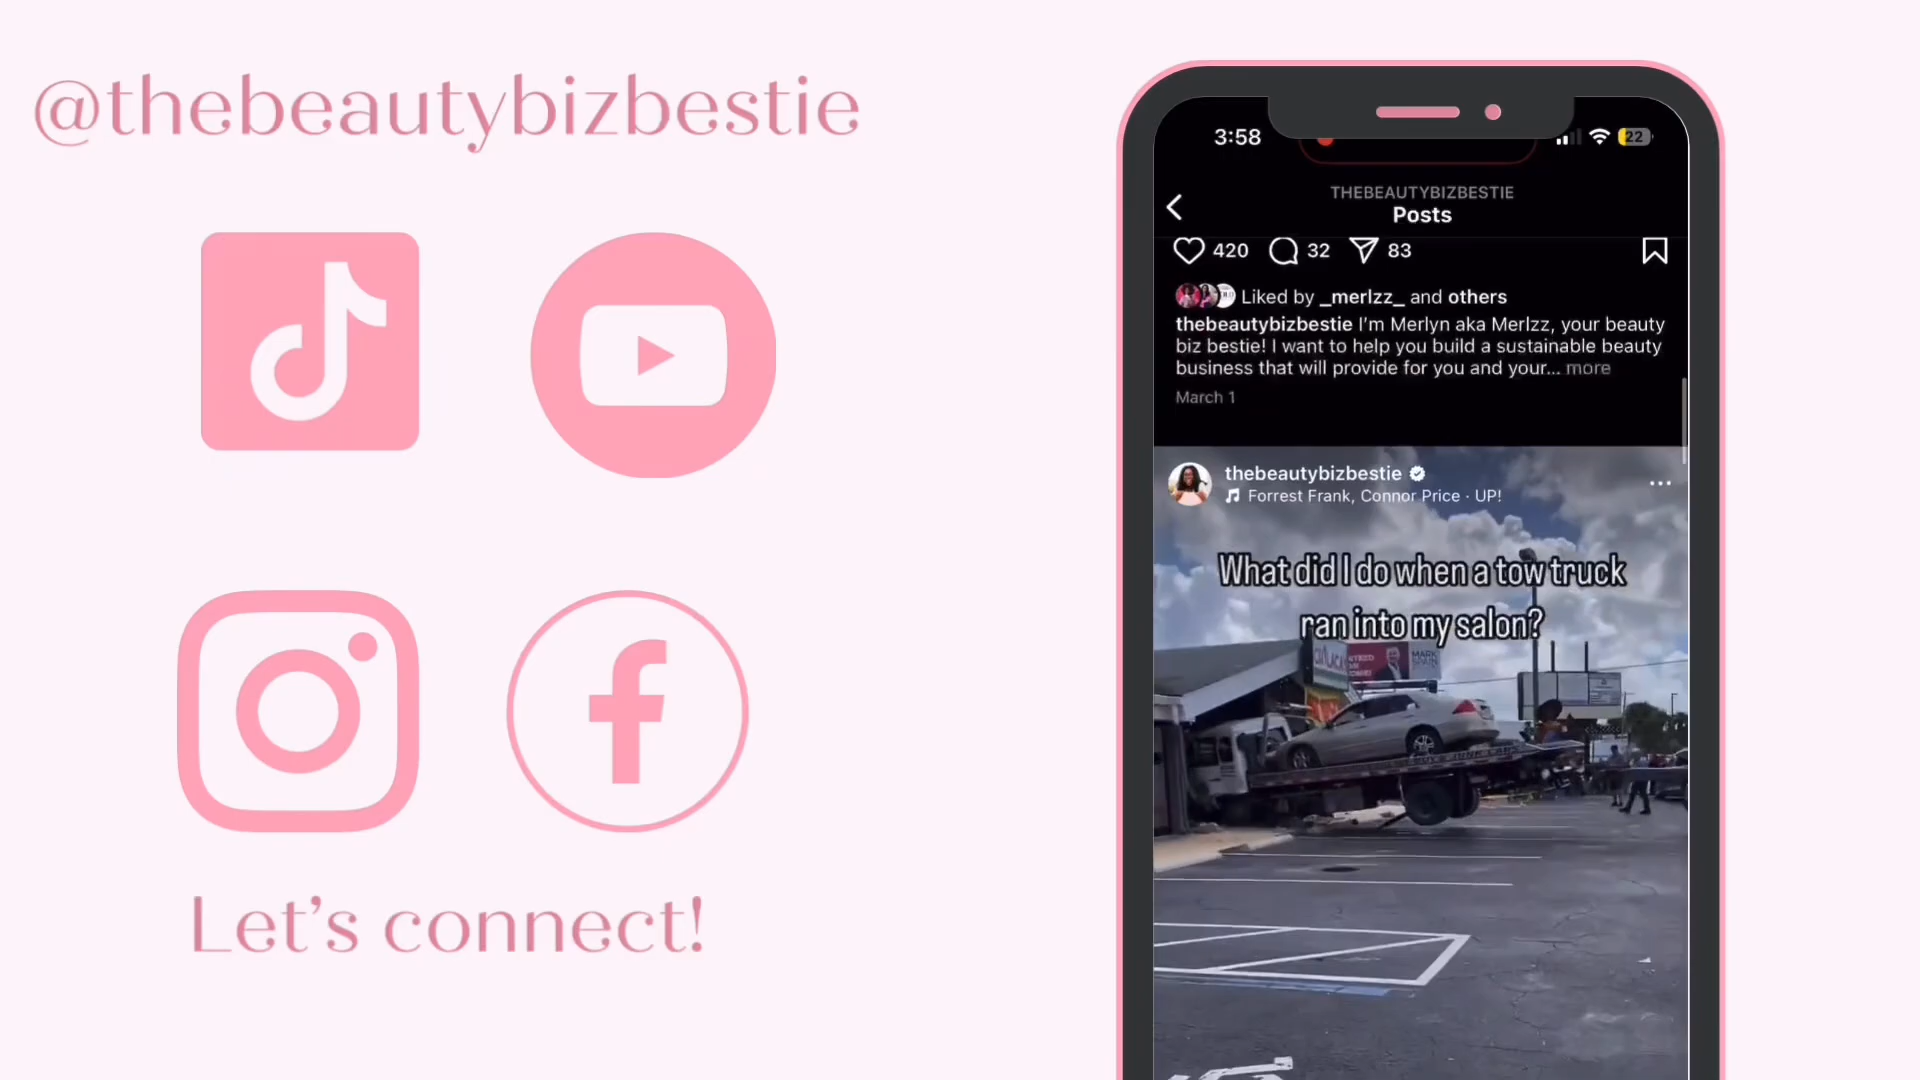 @thebeautybizbestie
Let's connect!
3:58
22
THEBEAUTYBIZBESTIE
Posts
420 32 83
Liked by _merlzz_ and others
thebeautybizbestie I'm Merlyn aka Merlzz, your beauty
biz bestie! I want to help you build a sustainable beauty
business that will provide for you and your... more
March 1
thebeautybizbestie
Forrest Frank, Connor Price · UP!
What did I do when a tow truck
ran into my salon?
MARK